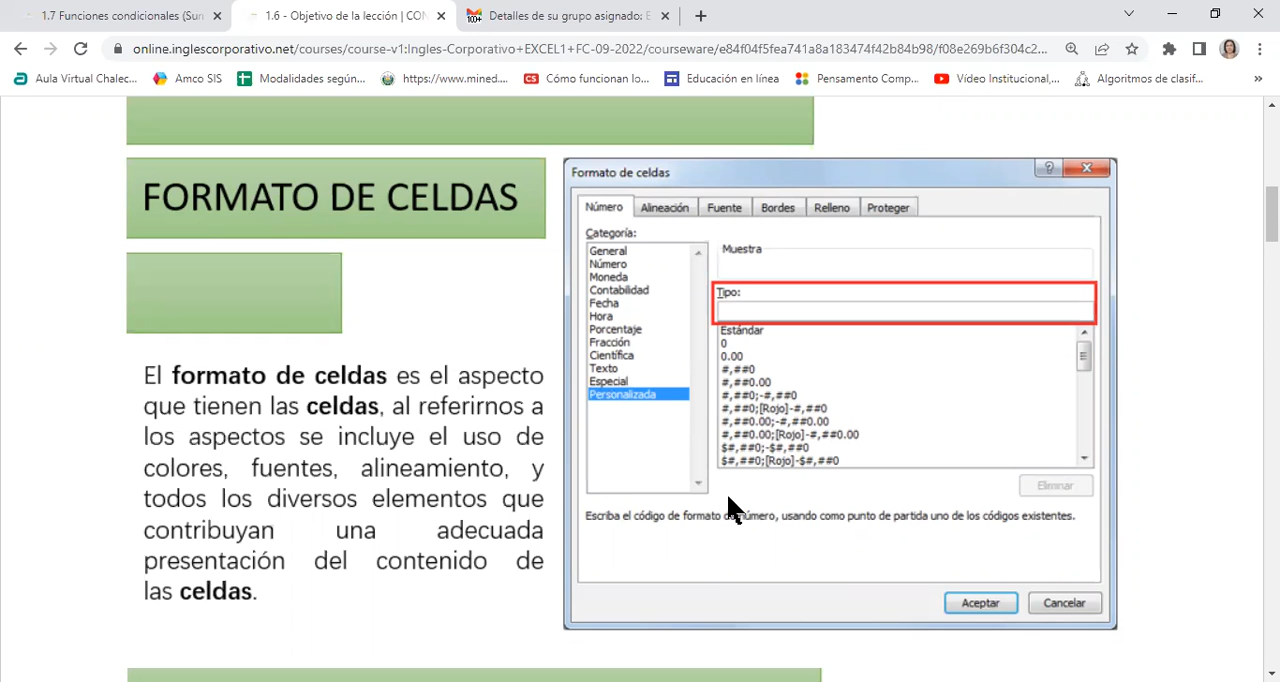 1.7 Funciones condicionales (Sun
1.6 - Objetivo de la lección | CON
Detalles de su grupo asignado: E
online.inglescorporativo.net/courses/course-v1:Ingles-Corporativo+EXCEL1+FC-09-2022/courseware/e84f04f5fea741a8a183474f42b84b98/f08e269b6f304c2...
Aula Virtual Chalec...
Amco SIS
Modalidades según...
https://www.mined...
Cómo funcionan lo...
Educación en línea
Pensamento Comp...
Vídeo Institucional,...
Algoritmos de clasif...
»
FORMATO DE CELDAS
El formato de celdas es el aspecto
que tienen las celdas, al referirnos a
los aspectos se incluye el uso de
colores, fuentes, alineamiento, y
todos los diversos elementos que
contribuyan una adecuada
presentación del contenido de
las celdas.
Formato de celdas
Número Alineación Fuente Bordes Relleno Proteger
Categoría:
General
Número
Moneda
Contabilidad
Fecha
Hora
Porcentaje
Fracción
Científica
Texto
Especial
Personalizada
Muestra
Tipo:
Estándar
0
0.00
#,##0
#,##0.00
#,##0;-#,##0
#,##0;[Rojo]-#,##0
#,##0.00;-#,##0.00
#,##0.00;[Rojo]-#,##0.00
$#,##0;-$#,##0
$#,##0;[Rojo]-$#,##0
Eliminar
Escriba el código de formato de número, usando como punto de partida uno de los códigos existentes.
Aceptar Cancelar